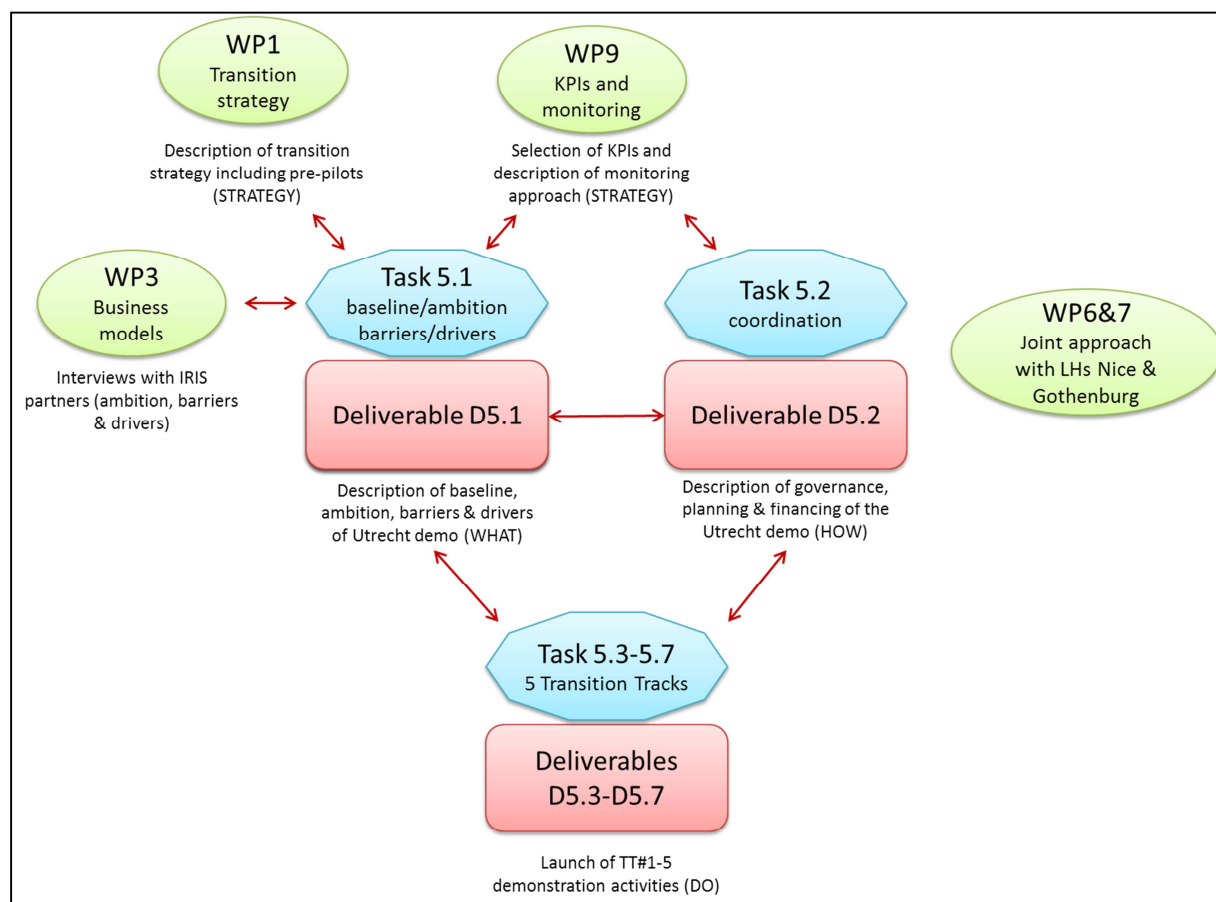 WP1
Transition
strategy
WP9
KPIs and
monitoring
Description of transition
strategy including pre-pilots
(STRATEGY)
Selection of KPIs and
description of monitoring
approach (STRATEGY)
WP3
Business
models
Task 5.1
baseline/ambition
barriers/drivers
Task 5.2
coordination
WP6&7
Joint approach
with LHs Nice &
Gothenburg
Interviews with IRIS
partners (ambition, barriers
& drivers)
Deliverable D5.1
Deliverable D5.2
Description of baseline,
ambition, barriers & drivers
of Utrecht demo (WHAT)
Description of governance,
planning & financing of the
Utrecht demo (HOW)
Task 5.3-5.7
5 Transition Tracks
Deliverables
D5.3-D5.7
Launch of TT#1-5
demonstration activities (DO)